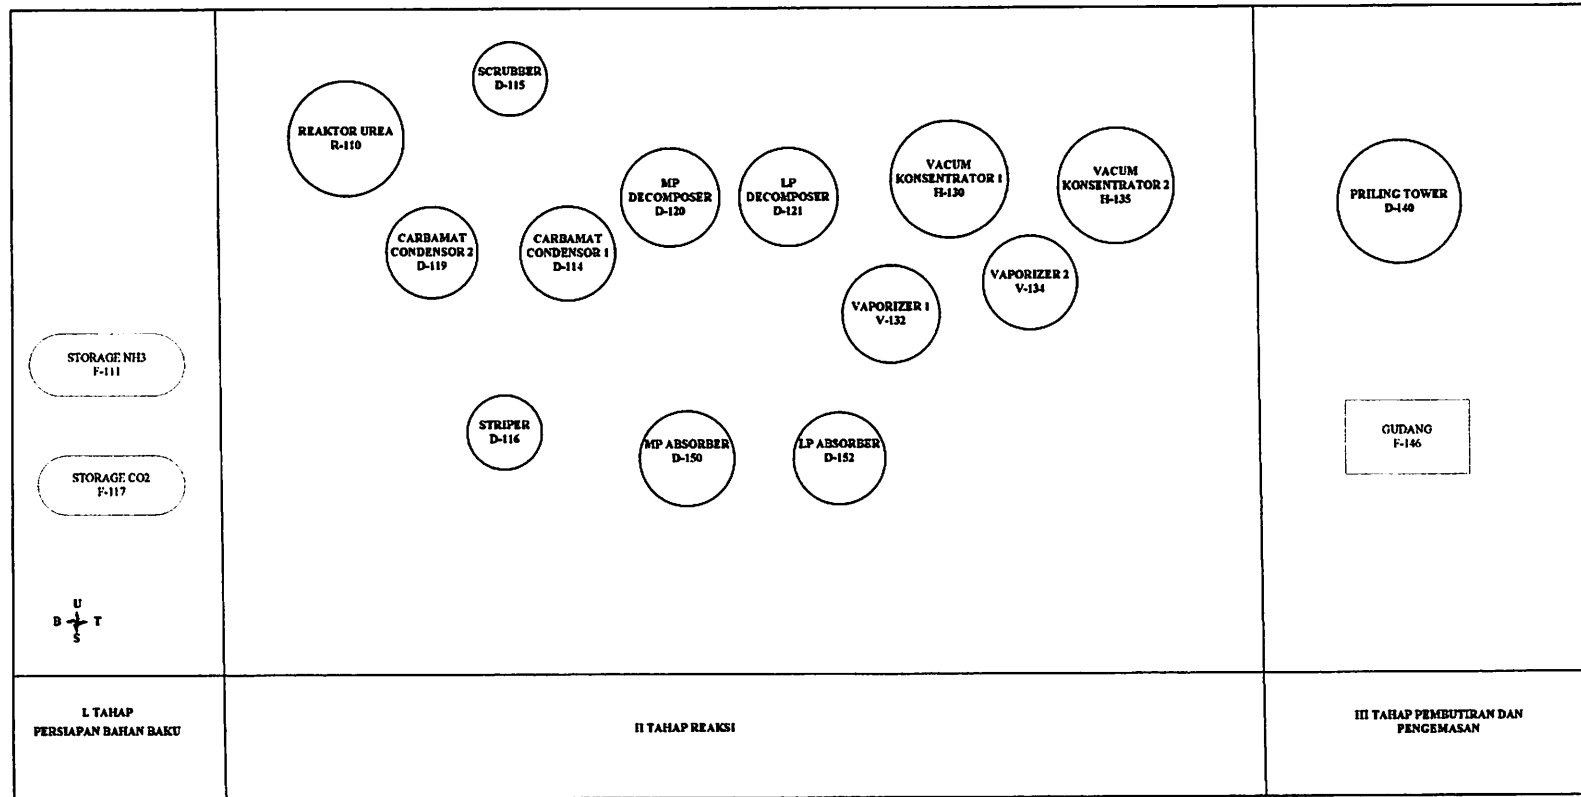 SCRUBBER
D-115
REAKTOR UREA
R-110
MP
DECOMPOSER
D-120
LP
DECOMPOSER
D-121
VACUM
KONSENTRATOR 1
H-130
VACUM
KONSENTRATOR 2
H-135
PRILING TOWER
D-140
CARBAMAT
CONDENSOR 2
D-119
CARBAMAT
CONDENSOR 1
D-114
VAPORIZER 2
V-134
VAPORIZER 1
V-132
STORAGE NH3
F-111
STRIPER
D-116
MP ABSORBER
D-150
LP ABSORBER
D-152
GUDANG
F-146
STORAGE CO2
F-117
U
B T
S
I. TAHAP
PERSIAPAN BAHAN BAKU
II TAHAP REAKSI
III TAHAP PEMBUTIRAN DAN
PENGEMASAN